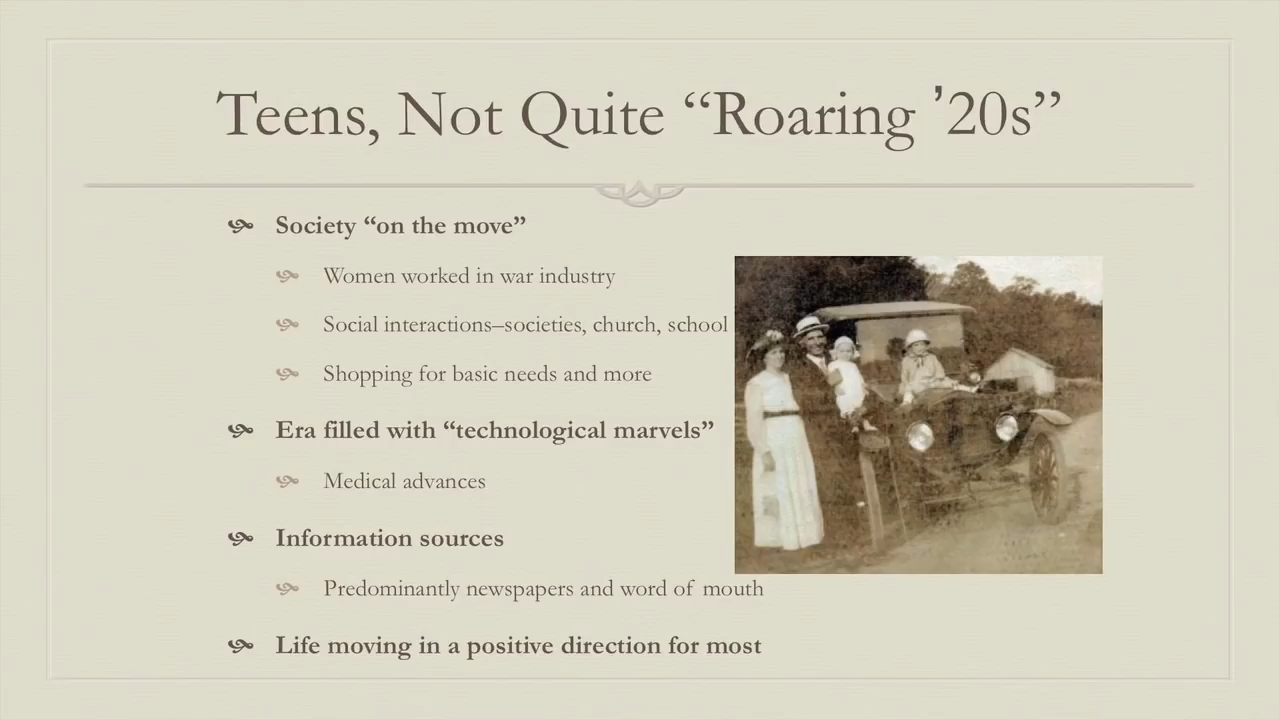 Teens, Not Quite “Roaring ’20s”
Society “on the move”
Women worked in war industry
Social interactions–societies, church, school
Shopping for basic needs and more
Era filled with “technological marvels”
Medical advances
Information sources
Predominantly newspapers and word of mouth
Life moving in a positive direction for most